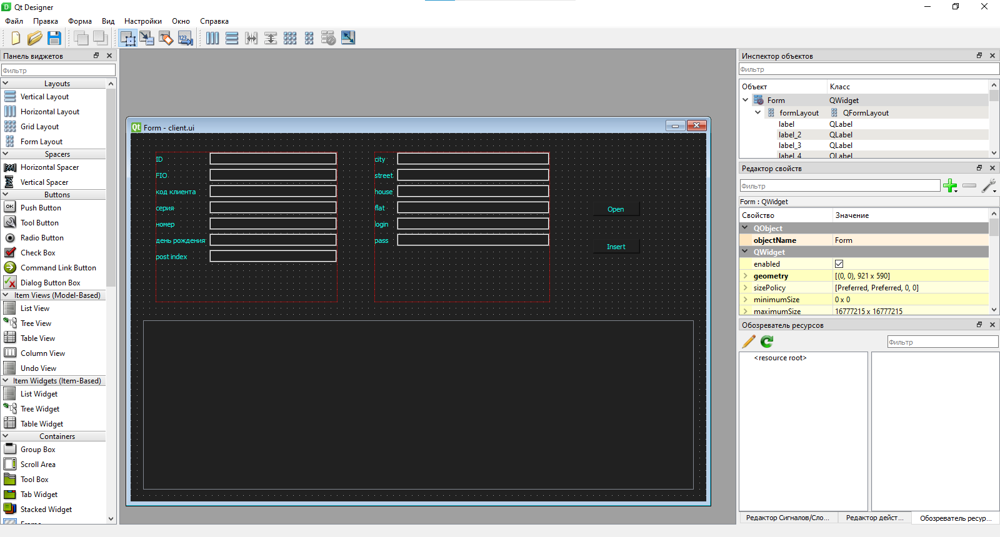 Qt Designer
Файл Правка Форма Вид Настройки Окно Справка
Панель виджетов
Фильтр
Layouts
Vertical Layout
Horizontal Layout
Grid Layout
Form Layout
Spacers
Horizontal Spacer
Vertical Spacer
Buttons
Push Button
Tool Button
Radio Button
Check Box
Command Link Button
Dialog Button Box
Item Views (Model-Based)
List View
Tree View
Table View
Column View
Undo View
Item Widgets (Item-Based)
List Widget
Tree Widget
Table Widget
Containers
Group Box
Scroll Area
Tool Box
Tab Widget
Stacked Widget
Frame
Form - client.ui
ID
FIO
код клиента
серия
номер
день рождения
post index
city
street
house
flat
login
pass
Open
Insert
Инспектор объектов
Фильтр
Объект Класс
Form QWidget
formLayout QFormLayout
label QLabel
label_2 QLabel
label_3 QLabel
label_4 QLabel
Редактор свойств
Фильтр
Form : QWidget
Свойство Значение
QObject
objectName Form
QWidget
enabled
geometry [(0, 0), 921 x 590]
sizePolicy [Preferred, Preferred, 0, 0]
minimumSize 0 x 0
maximumSize 16777215 x 16777215
Обозреватель ресурсов
Фильтр
<resource root>
Редактор Сигналов/Сло... Редактор дейст... Обозреватель ресур...